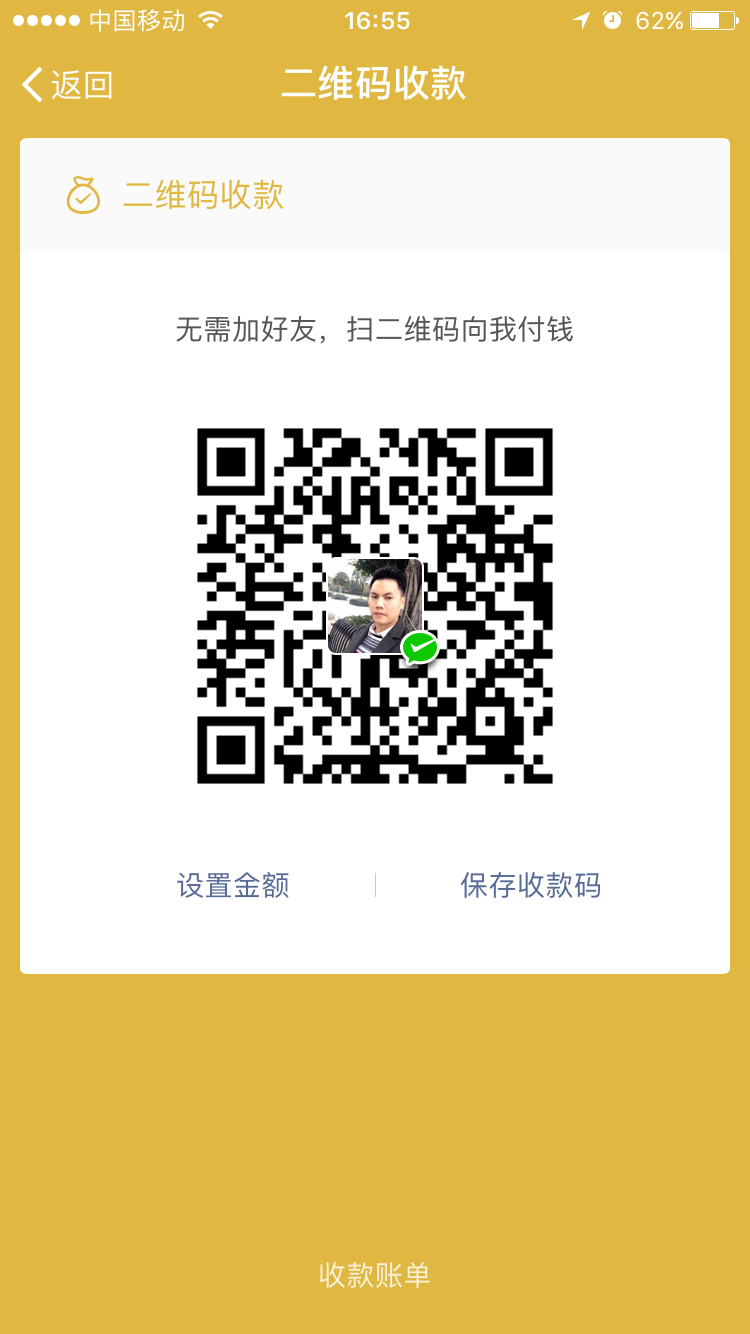 中国移动 16:55 62%
返回 二维码收款
二维码收款
无需加好友，扫二维码向我付钱
设置金额 保存收款码
收款账单